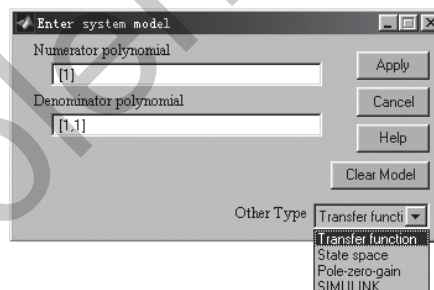 Enter system model
Numerator polynomial
[1]
Apply
Denominator polynomial
Cancel
[1,1]
Help
Clear Model
Other Type
Transfer functi
Transfer function
State space
Pole-zero-gain
SIMULINK